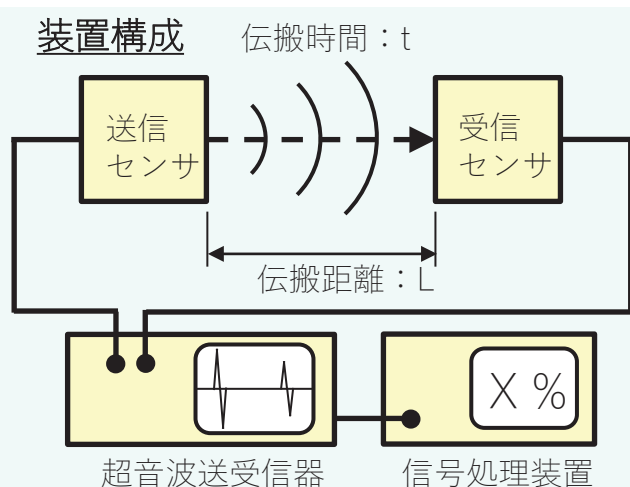 装置構成
伝搬時間：t
送信
センサ
受信
センサ
伝搬距離：L
X %
超音波送受信器
信号処理装置